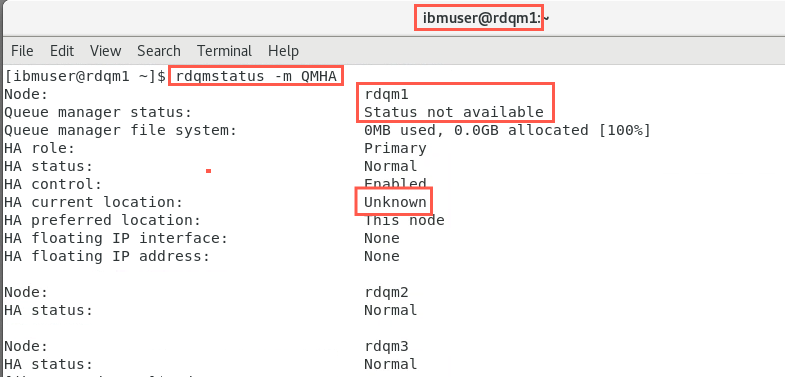 ibmuser@rdqm1:~
File Edit View Search Terminal Help
[ibmuser@rdqm1 ~]$ rdqmstatus -m QMHA
Node: rdqm1
Queue manager status: Status not available
Queue manager file system: 0MB used, 0.0GB allocated [100%]
HA role: Primary
HA status: Normal
HA control: Enabled
HA current location: Unknown
HA preferred location: This node
HA floating IP interface: None
HA floating IP address: None
Node: rdqm2
HA status: Normal
Node: rdqm3
HA status: Normal